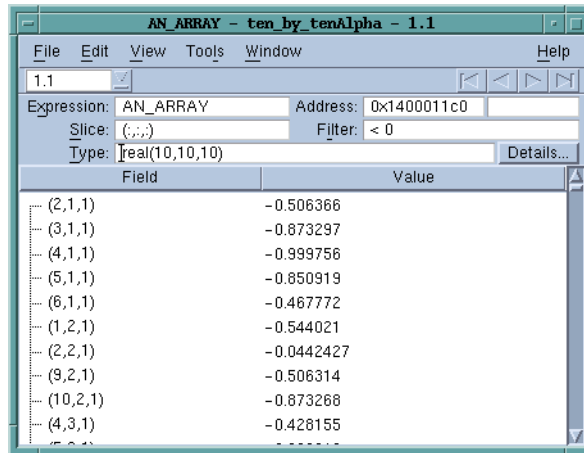 AN_ARRAY - ten_by_tenAlpha - 1.1
File Edit View Tools Window Help
1.1
Expression: AN_ARRAY Address: 0x1400011c0
Slice: (:,:,:) Filter: < 0
Type: real(10,10,10) Details...
Field Value
(2,1,1) -0.506366
(3,1,1) -0.873297
(4,1,1) -0.999756
(5,1,1) -0.850919
(6,1,1) -0.467772
(1,2,1) -0.544021
(2,2,1) -0.0442427
(9,2,1) -0.506314
(10,2,1) -0.873268
(4,3,1) -0.428155